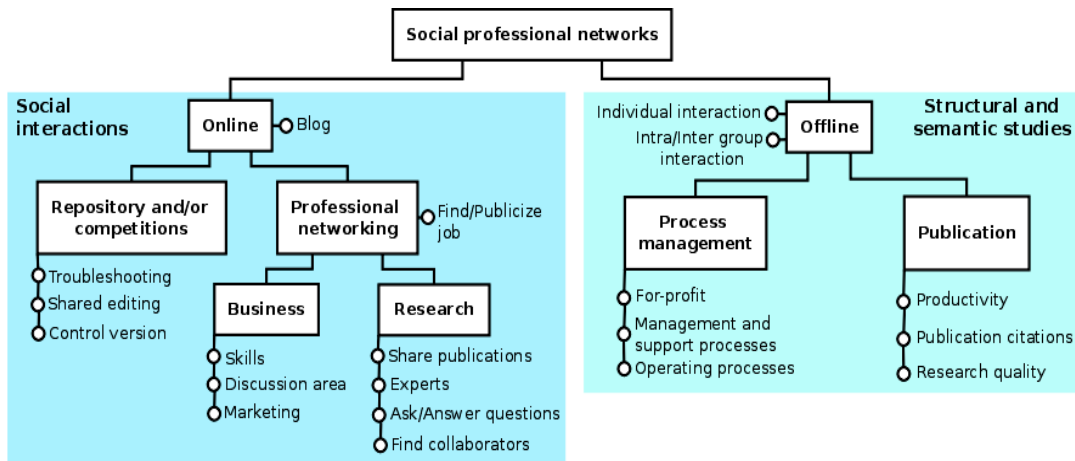 Social professional networks
Social
interactions
Online
Blog
Repository and/or
competitions
Troubleshooting
Shared editing
Control version
Professional
networking
Find/Publicize
job
Business
Skills
Discussion area
Marketing
Research
Share publications
Experts
Ask/Answer questions
Find collaborators
Structural and
semantic studies
Individual interaction
Intra/Inter group
interaction
Offline
Process
management
For-profit
Management and
support processes
Operating processes
Publication
Productivity
Publication citations
Research quality